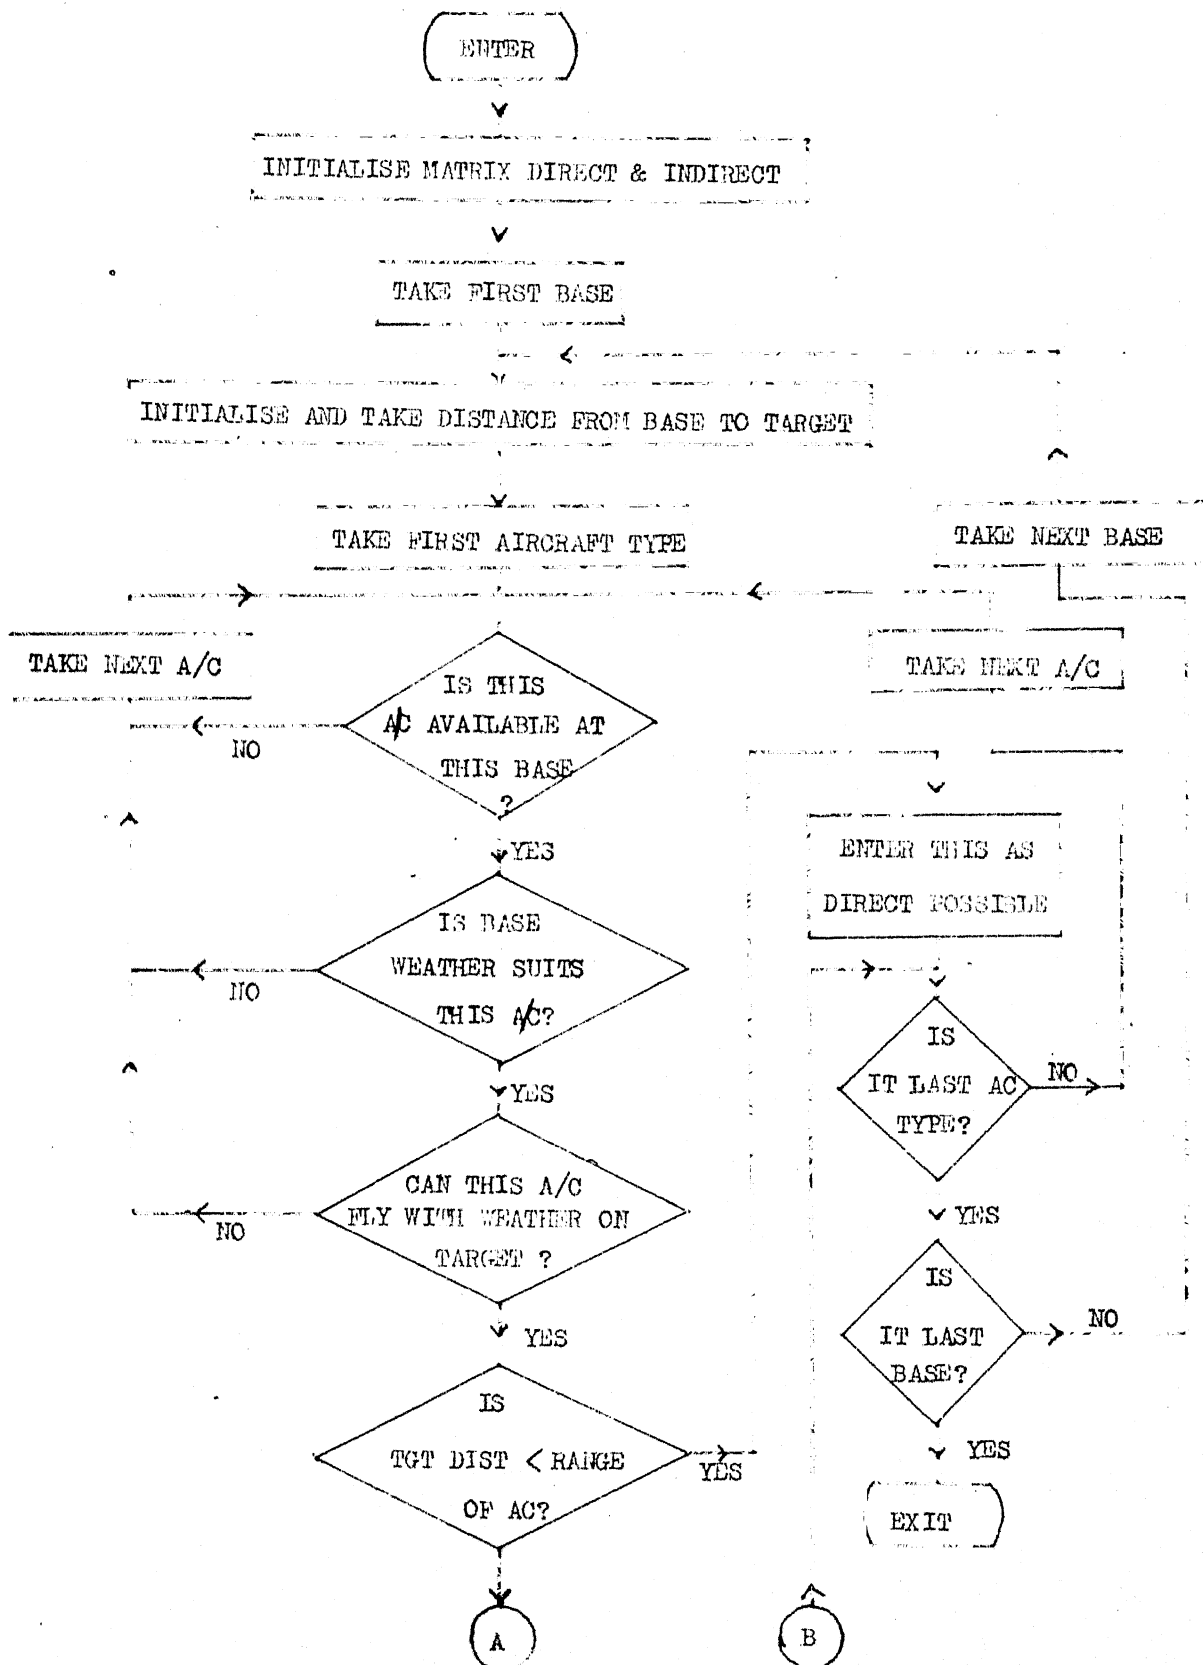 ENTER
INITIALISE MATRIX DIRECT & INDIRECT
TAKE FIRST BASE
INITIALISE AND TAKE DISTANCE FROM BASE TO TARGET
TAKE FIRST AIRCRAFT TYPE
TAKE NEXT BASE
TAKE NEXT A/C
TAKE NEXT A/C
IS THIS
A/C AVAILABLE AT
THIS BASE
?
NO
YES
IS BASE
WEATHER SUITS
THIS A/C?
NO
YES
CAN THIS A/C
FLY WITH WEATHER ON
TARGET ?
NO
YES
IS
TGT DIST < RANGE
OF AC?
YES
A
ENTER THIS AS
DIRECT POSSIBLE
IS
IT LAST AC
TYPE?
NO
YES
IS
IT LAST
BASE?
NO
YES
EXIT
B